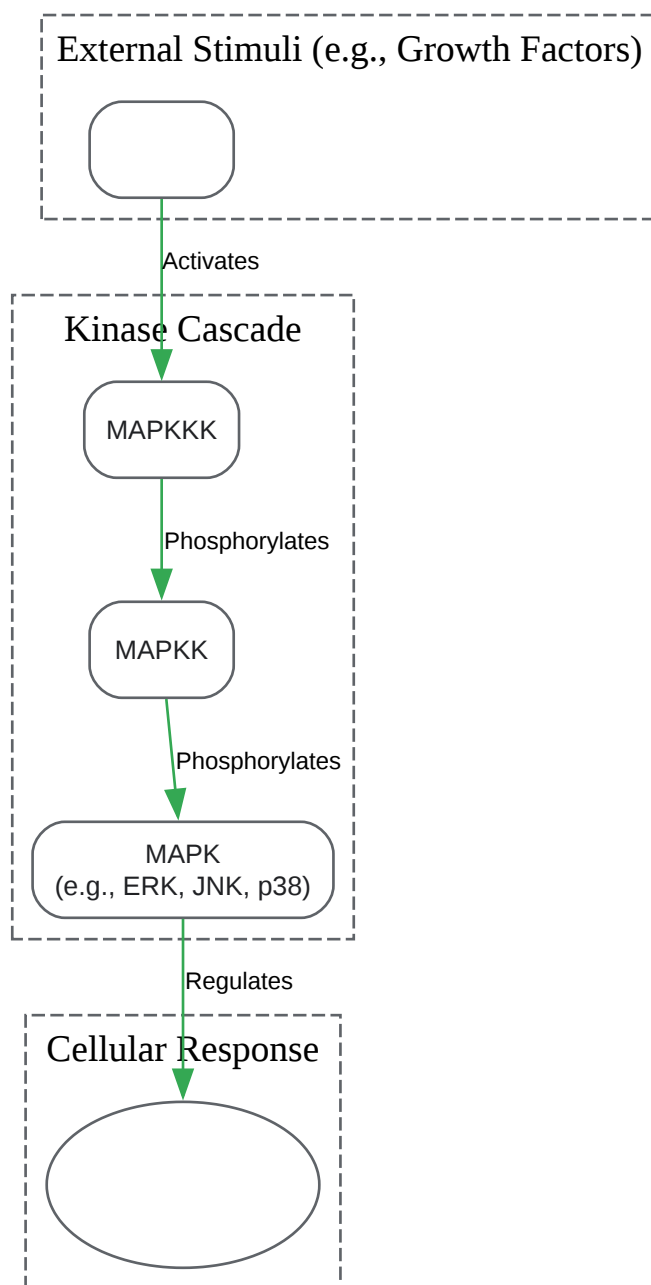 External Stimuli (e.g., Growth Factors)
Activates
Kinase Cascade
MAPKKK
Phosphorylates
MAPKK
Phosphorylates
MAPK
(e.g., ERK, JNK, p38)
Regulates
Cellular Response